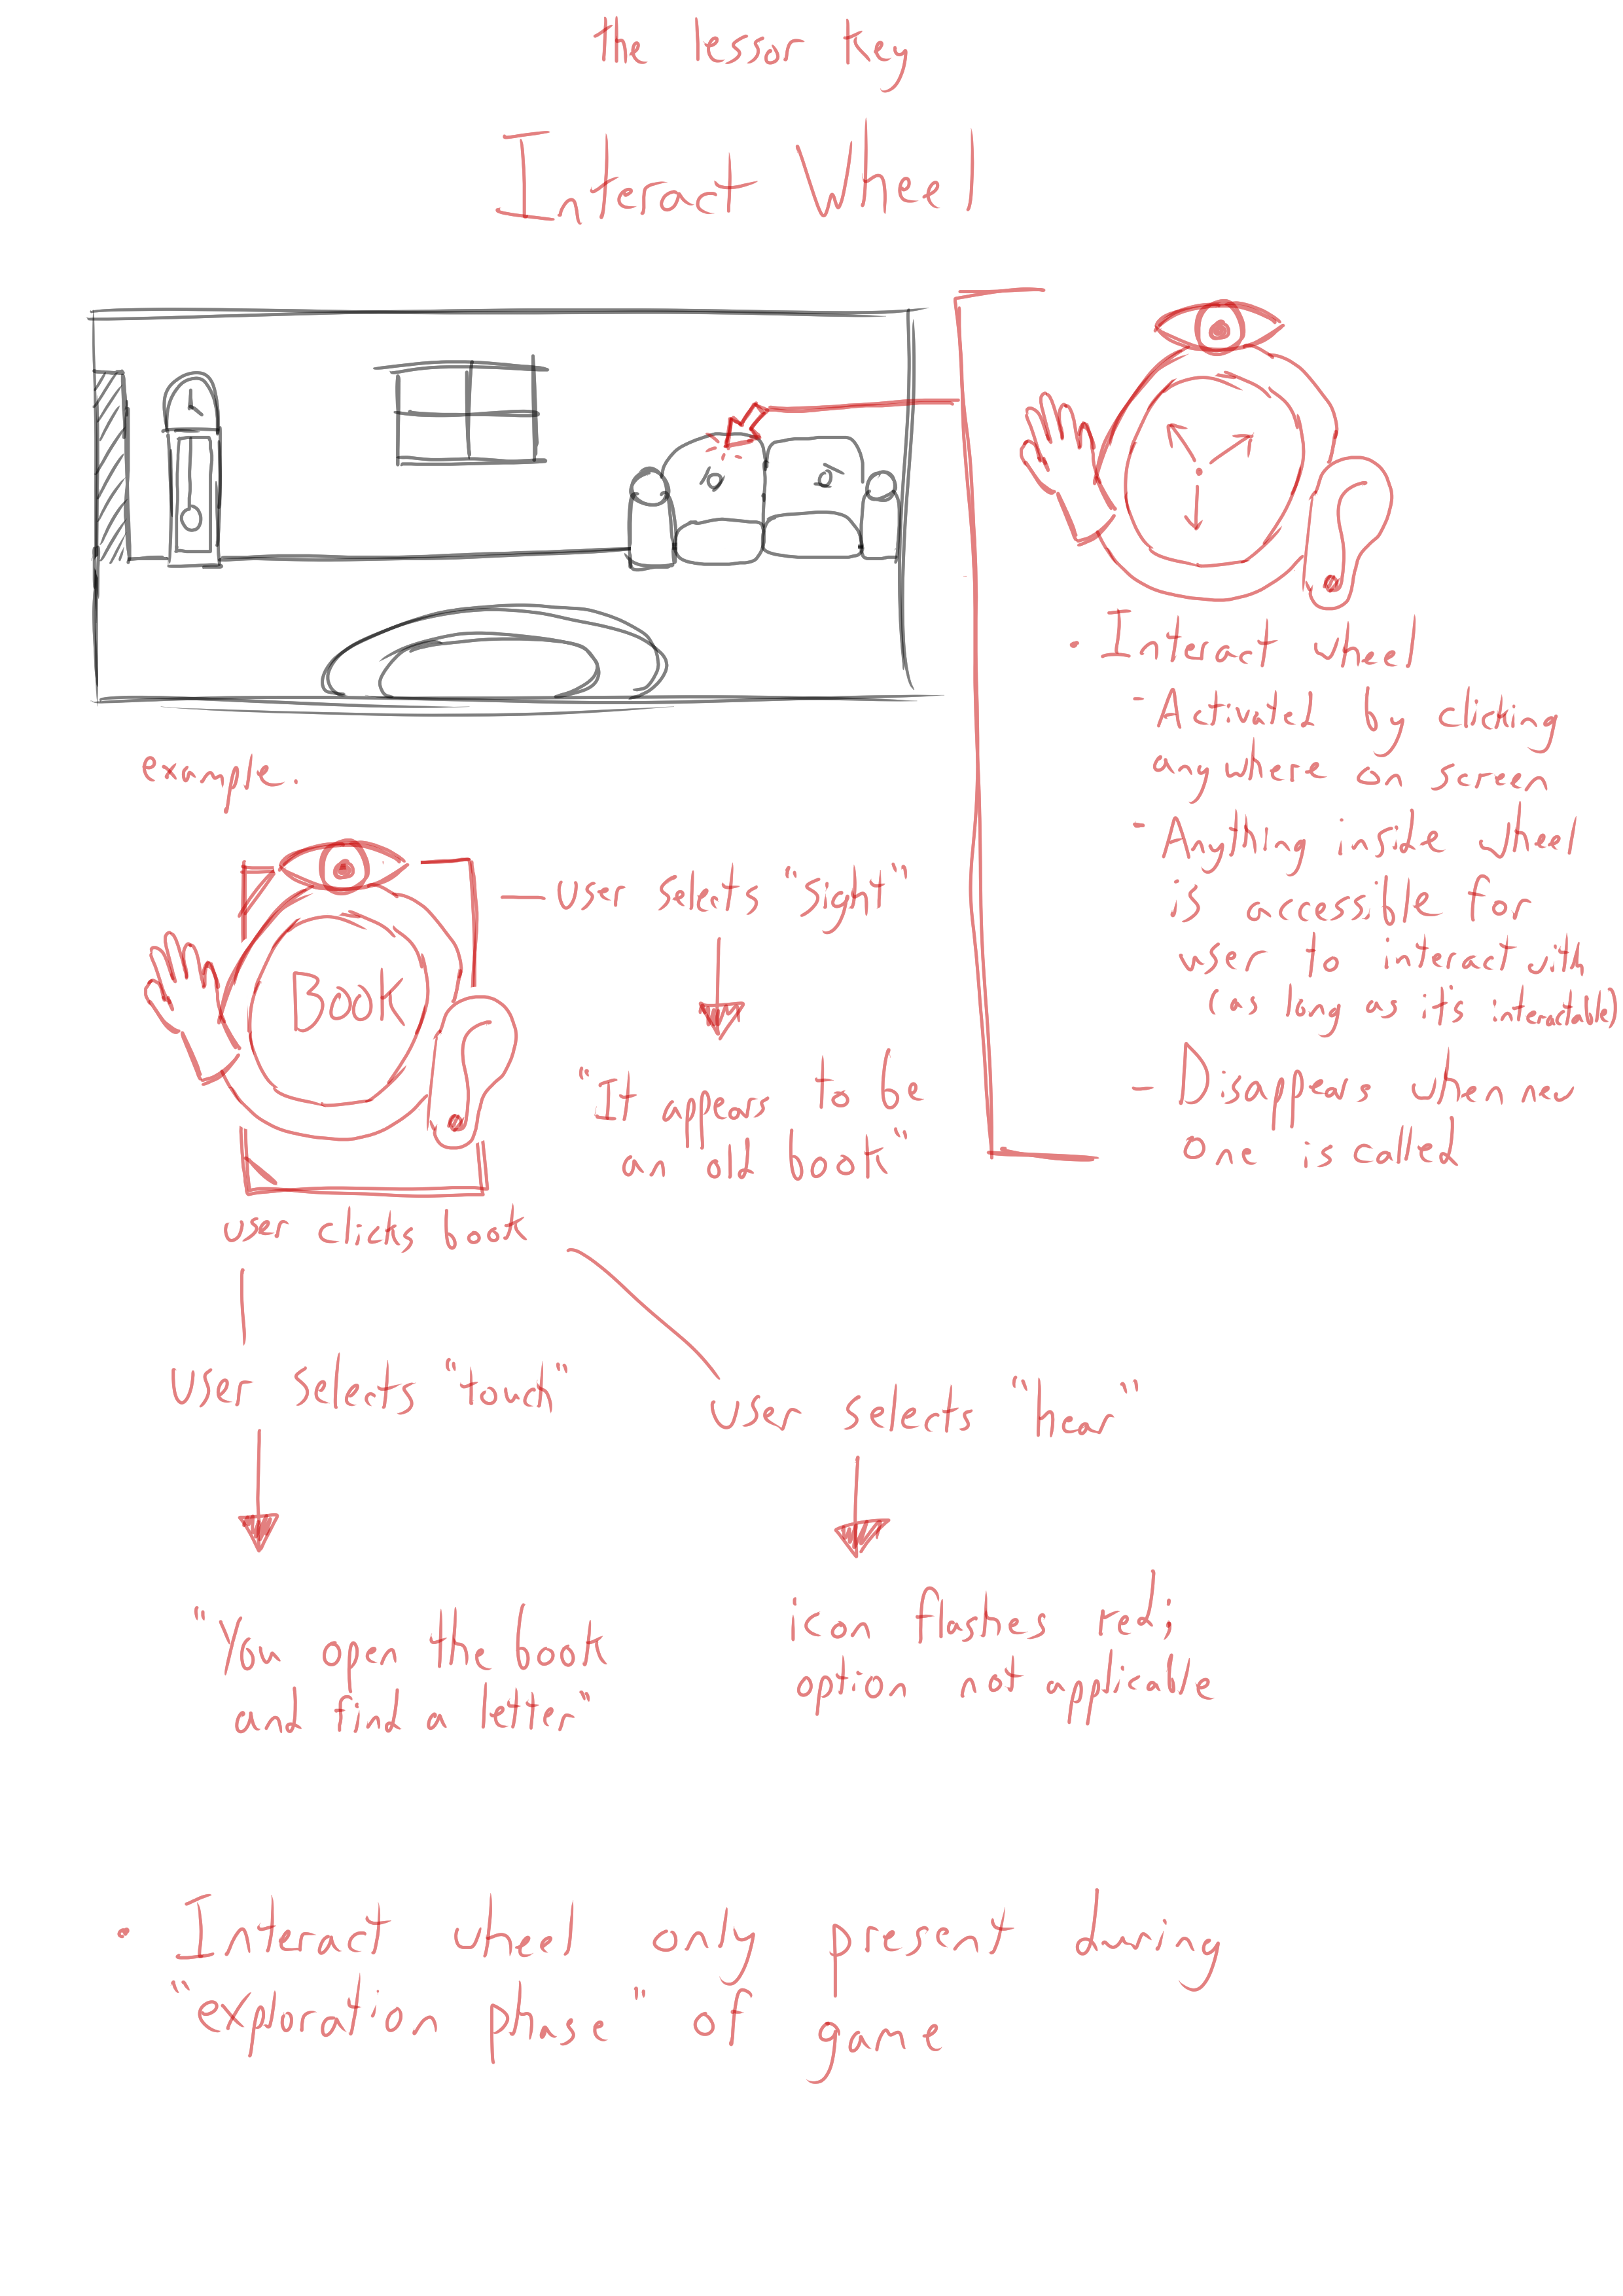 the lessor key
Interact Wheel
• Interact wheel
- Activated by clicking
anywhere on screen
- Anything inside wheel
is accessible for
user to interact with
(as long as it's interactable)
- Disappears when new
one is called
example.
Book
user selects "sight"
"It appears to be
an old book"
user clicks book
user selects "touch"
user selects "hear"
"You open the book
and find a letter"
icon flashes red;
option not applicable
• Interact wheel only present during
"exploration phase" of game